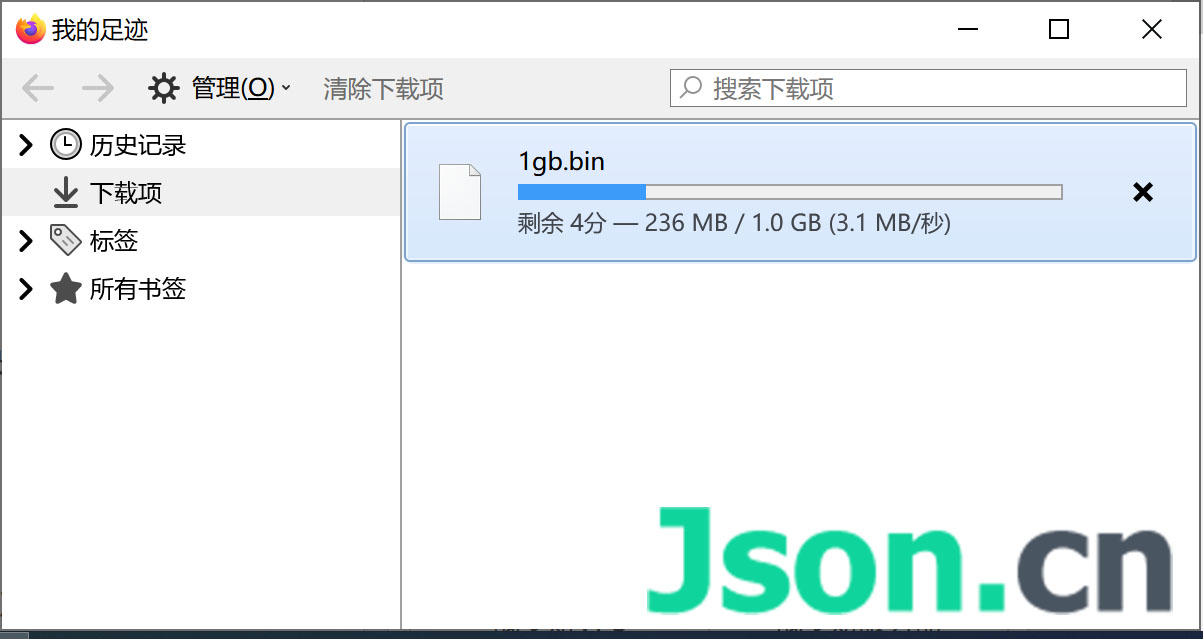 我的足迹
管理(O) 清除下载项 搜索下载项
历史记录
下载项
标签
所有书签
1gb.bin
剩余 4分 — 236 MB / 1.0 GB (3.1 MB/秒)
Json.cn